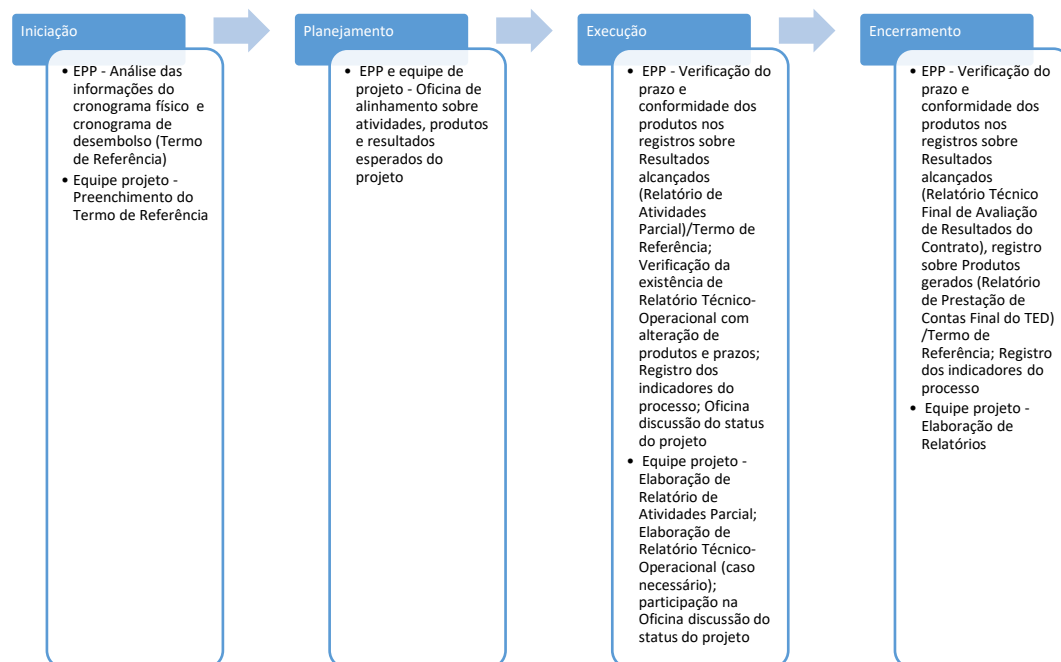 Iniciação
• EPP - Análise das
informações do
cronograma físico e
cronograma de
desembolso (Termo
de Referência)
• Equipe projeto -
Preenchimento do
Termo de Referência
Planejamento
• EPP e equipe de
projeto - Oficina de
alinhamento sobre
atividades, produtos
e resultados
esperados do
projeto
Execução
• EPP - Verificação do
prazo e
conformidade dos
produtos nos
registros sobre
Resultados
alcançados
(Relatório de
Atividades
Parcial)/Termo de
Referência;
Verificação da
existência de
Relatório Técnico-
Operacional com
alteração de
produtos e prazos;
Registro dos
indicadores do
processo; Oficina
discussão do status
do projeto
• Equipe projeto -
Elaboração de
Relatório de
Atividades Parcial;
Elaboração de
Relatório Técnico-
Operacional (caso
necessário);
participação na
Oficina discussão do
status do projeto
Encerramento
• EPP - Verificação do
prazo e
conformidade dos
produtos nos
registros sobre
Resultados
alcançados
(Relatório Técnico
Final de Avaliação
de Resultados do
Contrato), registro
sobre Produtos
gerados (Relatório
de Prestação de
Contas Final do TED)
/Termo de
Referência; Registro
dos indicadores do
processo
• Equipe projeto -
Elaboração de
Relatórios